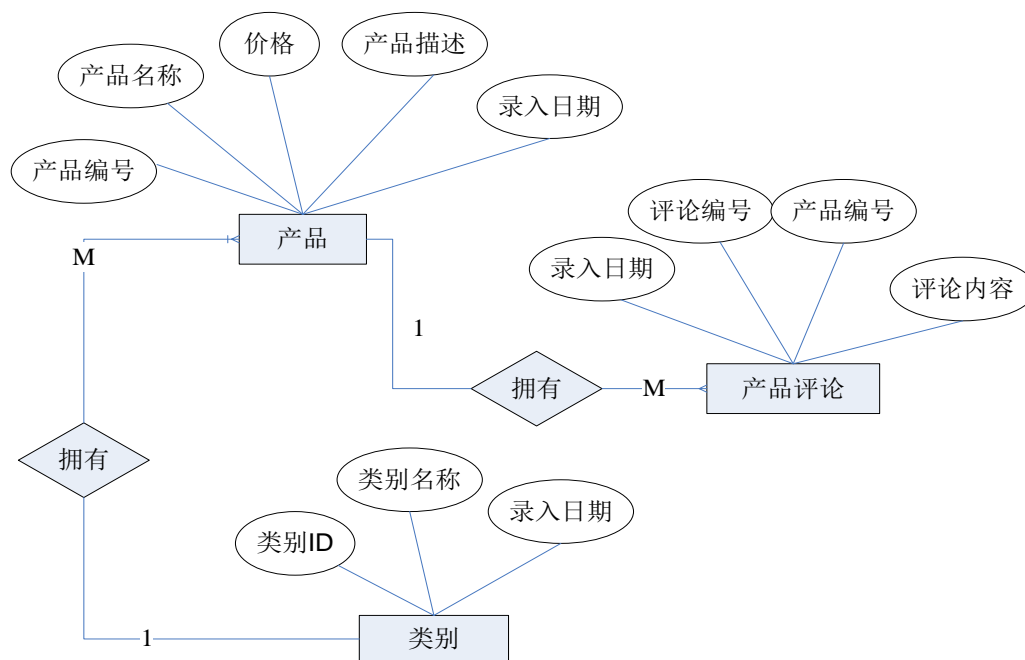 价格
产品描述
产品名称
录入日期
产品编号
产品
M
评论编号
产品编号
录入日期
评论内容
1
拥有
M
产品评论
拥有
类别名称
录入日期
类别ID
1
类别